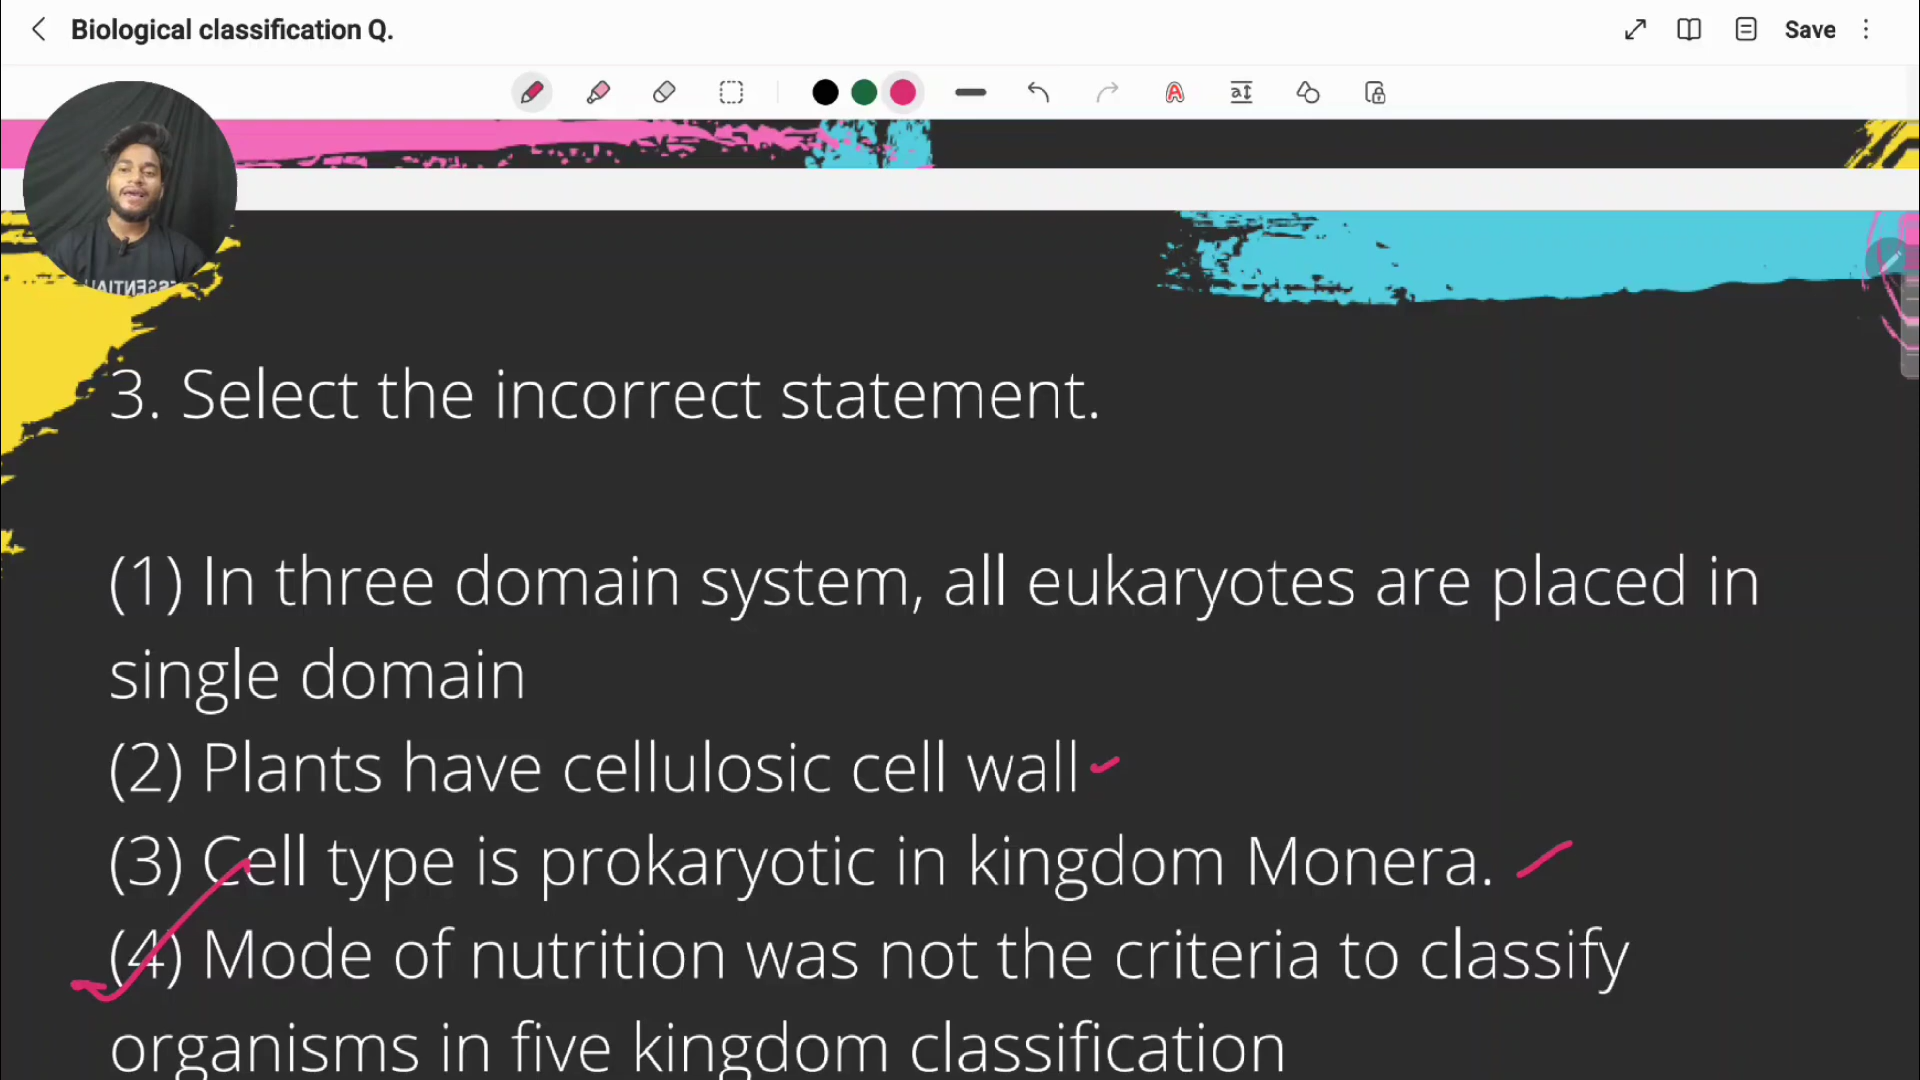 Biological classification Q.
Save
3. Select the incorrect statement.
(1) In three domain system, all eukaryotes are placed in
single domain
(2) Plants have cellulosic cell wall
(3) Cell type is prokaryotic in kingdom Monera.
(4) Mode of nutrition was not the criteria to classify
organisms in five kingdom classification